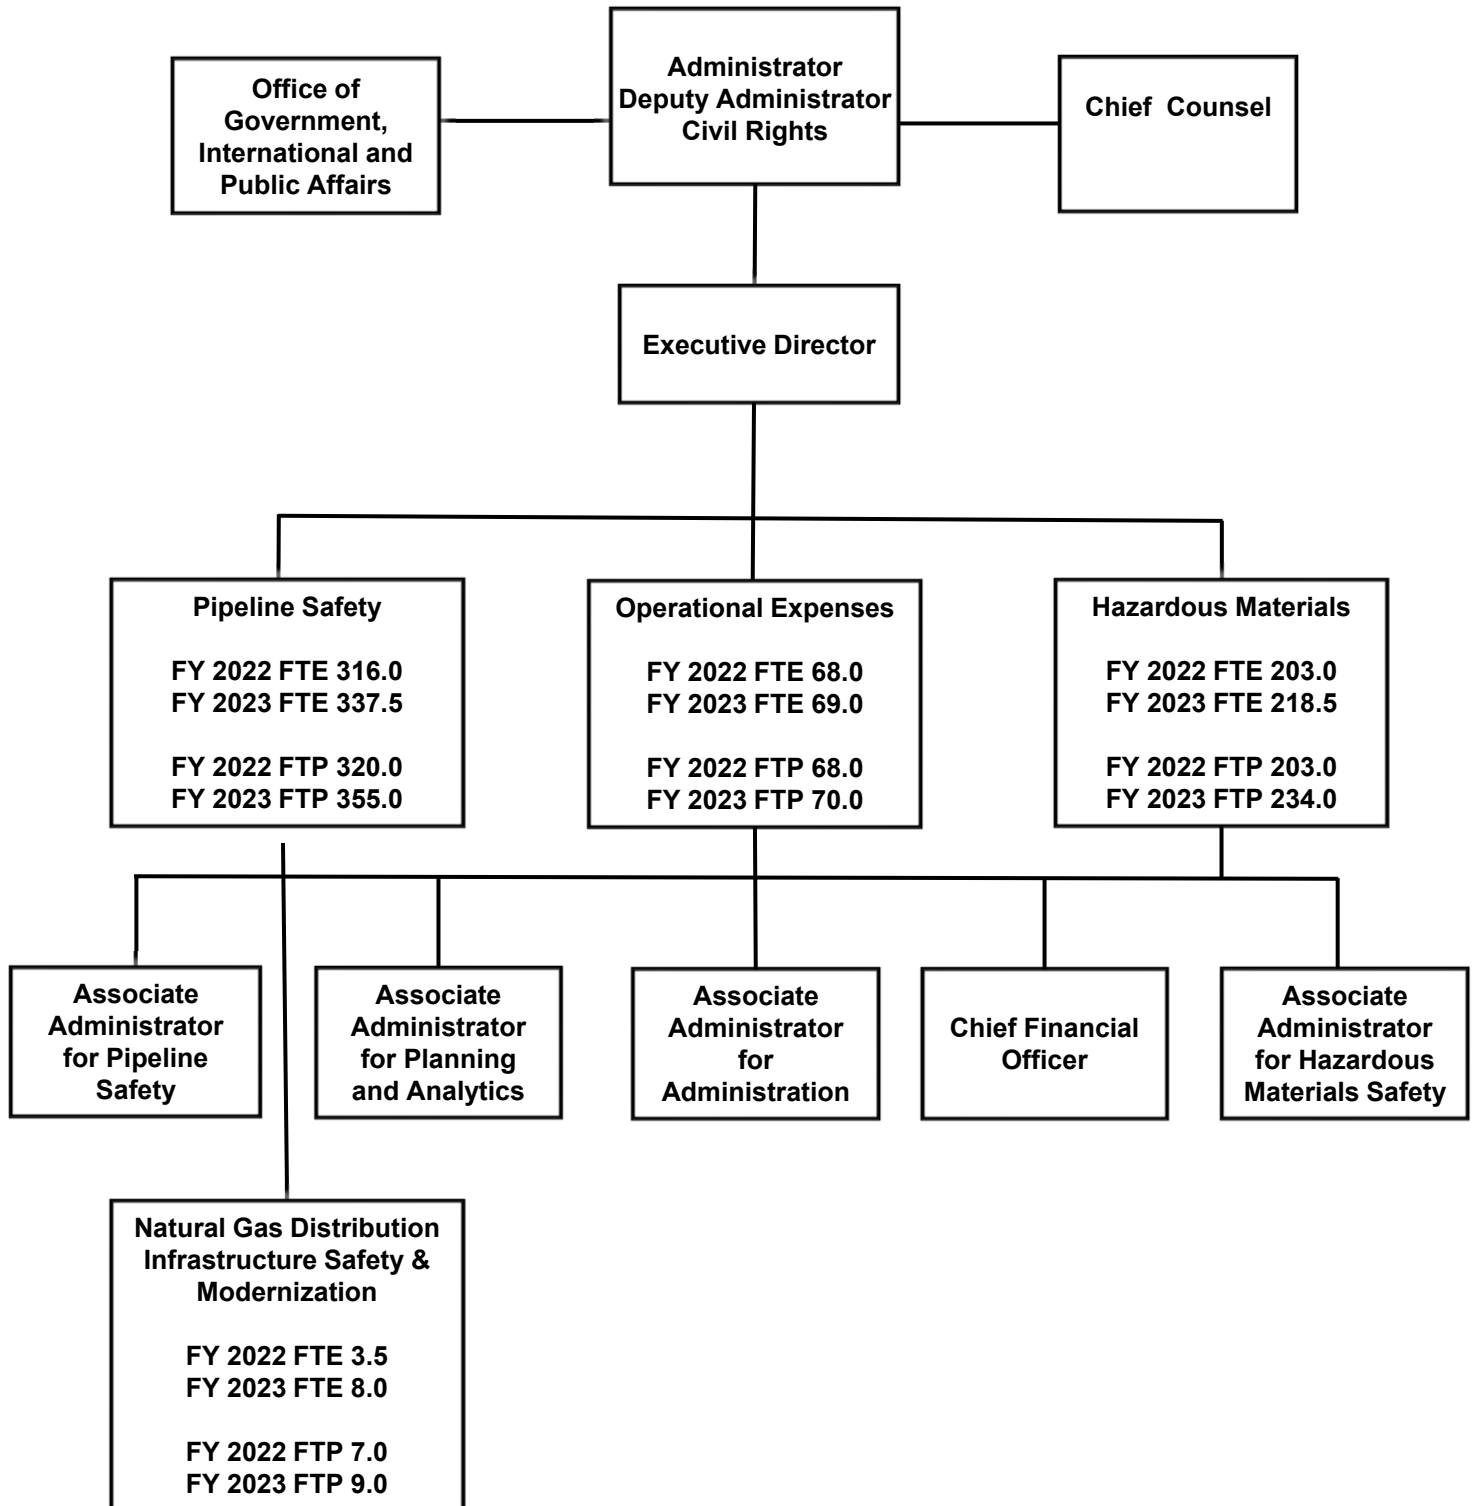 Office of
Government,
International and
Public Affairs
Administrator
Deputy Administrator
Civil Rights
Chief Counsel
Executive Director
Pipeline Safety
FY 2022 FTE 316.0
FY 2023 FTE 337.5
FY 2022 FTP 320.0
FY 2023 FTP 355.0
Operational Expenses
FY 2022 FTE 68.0
FY 2023 FTE 69.0
FY 2022 FTP 68.0
FY 2023 FTP 70.0
Hazardous Materials
FY 2022 FTE 203.0
FY 2023 FTE 218.5
FY 2022 FTP 203.0
FY 2023 FTP 234.0
Associate
Administrator
for Pipeline
Safety
Associate
Administrator
for Planning
and Analytics
Associate
Administrator
for
Administration
Chief Financial
Officer
Associate
Administrator
for Hazardous
Materials Safety
Natural Gas Distribution
Infrastructure Safety &
Modernization
FY 2022 FTE 3.5
FY 2023 FTE 8.0
FY 2022 FTP 7.0
FY 2023 FTP 9.0